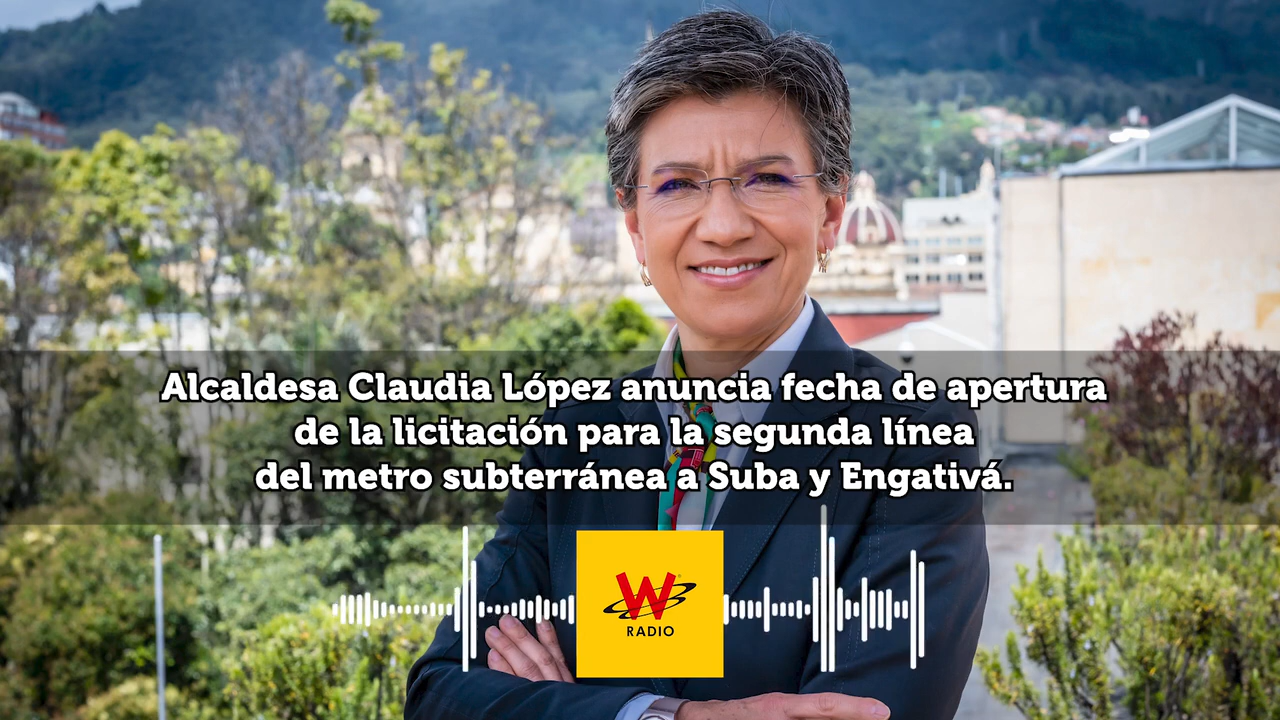 Alcaldesa Claudia López anuncia fecha de apertura
de la licitación para la segunda línea
del metro subterránea a Suba y Engativá.
W
RADIO